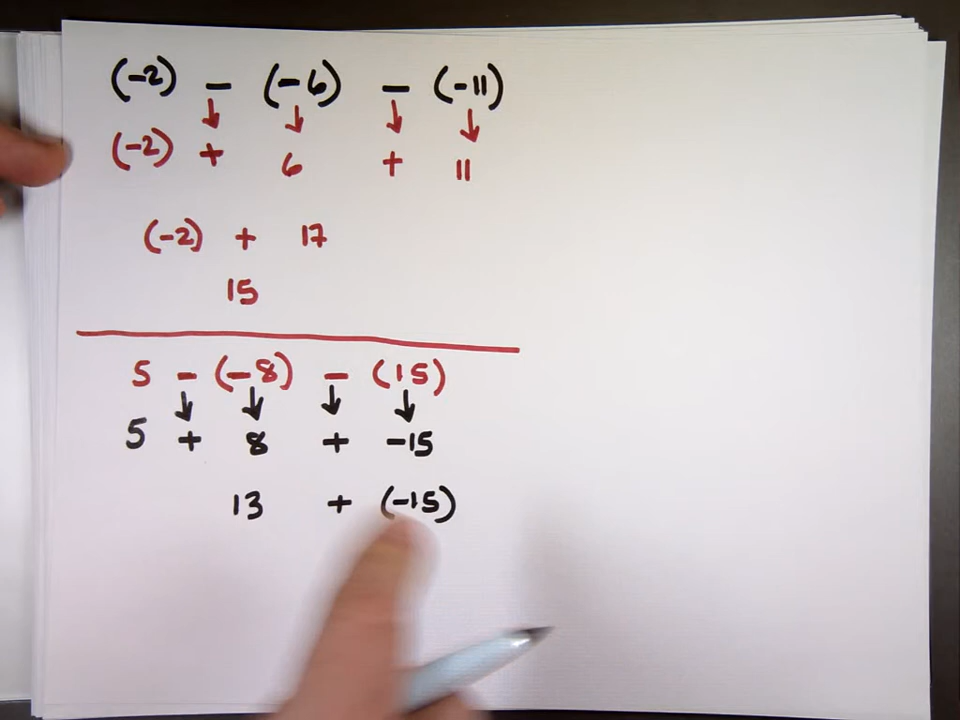 (-2) - (-6) - (-11)
(-2) + 6 + 11
(-2) + 17
15
5 - (-8) - (15)
5 + 8 + -15
13 + (-15)